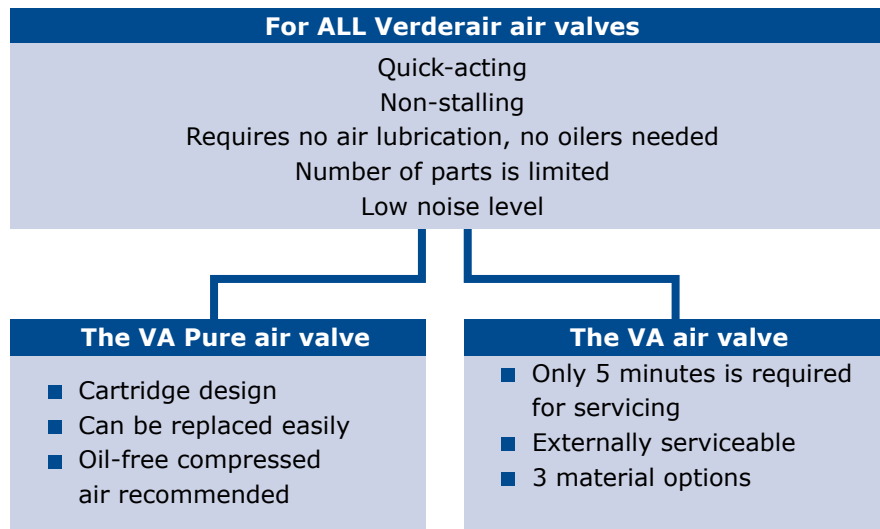 For ALL Verderair air valves
Quick-acting
Non-stalling
Requires no air lubrication, no oilers needed
Number of parts is limited
Low noise level
The VA Pure air valve
Cartridge design
Can be replaced easily
Oil-free compressed
air recommended
The VA air valve
Only 5 minutes is required
for servicing
Externally serviceable
3 material options